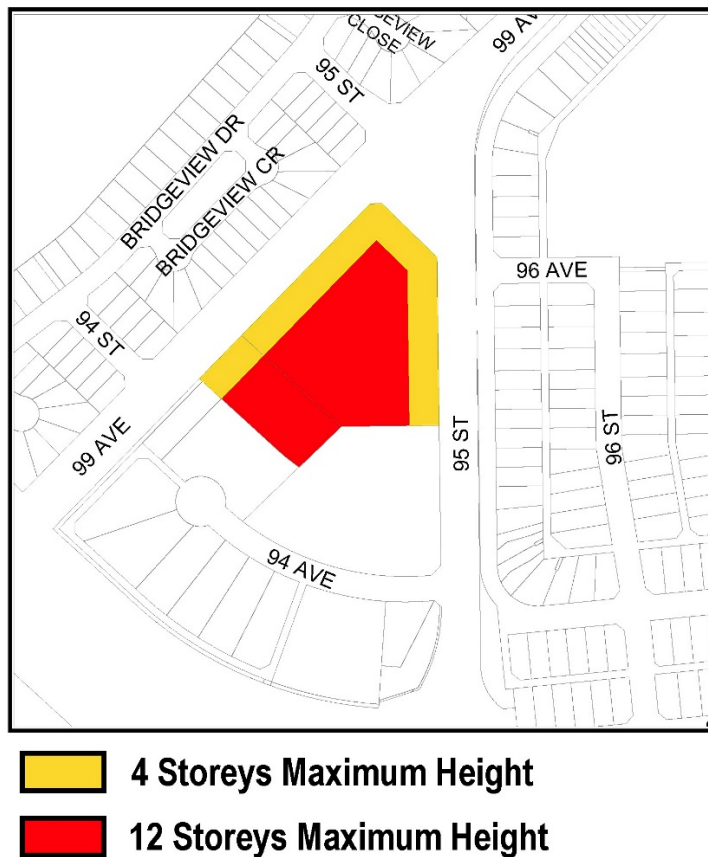 BRIDGEVIEW
CLOSE
99 AVE
95 ST
BRIDGEVIEW DR
BRIDGEVIEW CR
96 AVE
94 ST
99 AVE
95 ST
96 ST
94 AVE
4 Storeys Maximum Height
12 Storeys Maximum Height